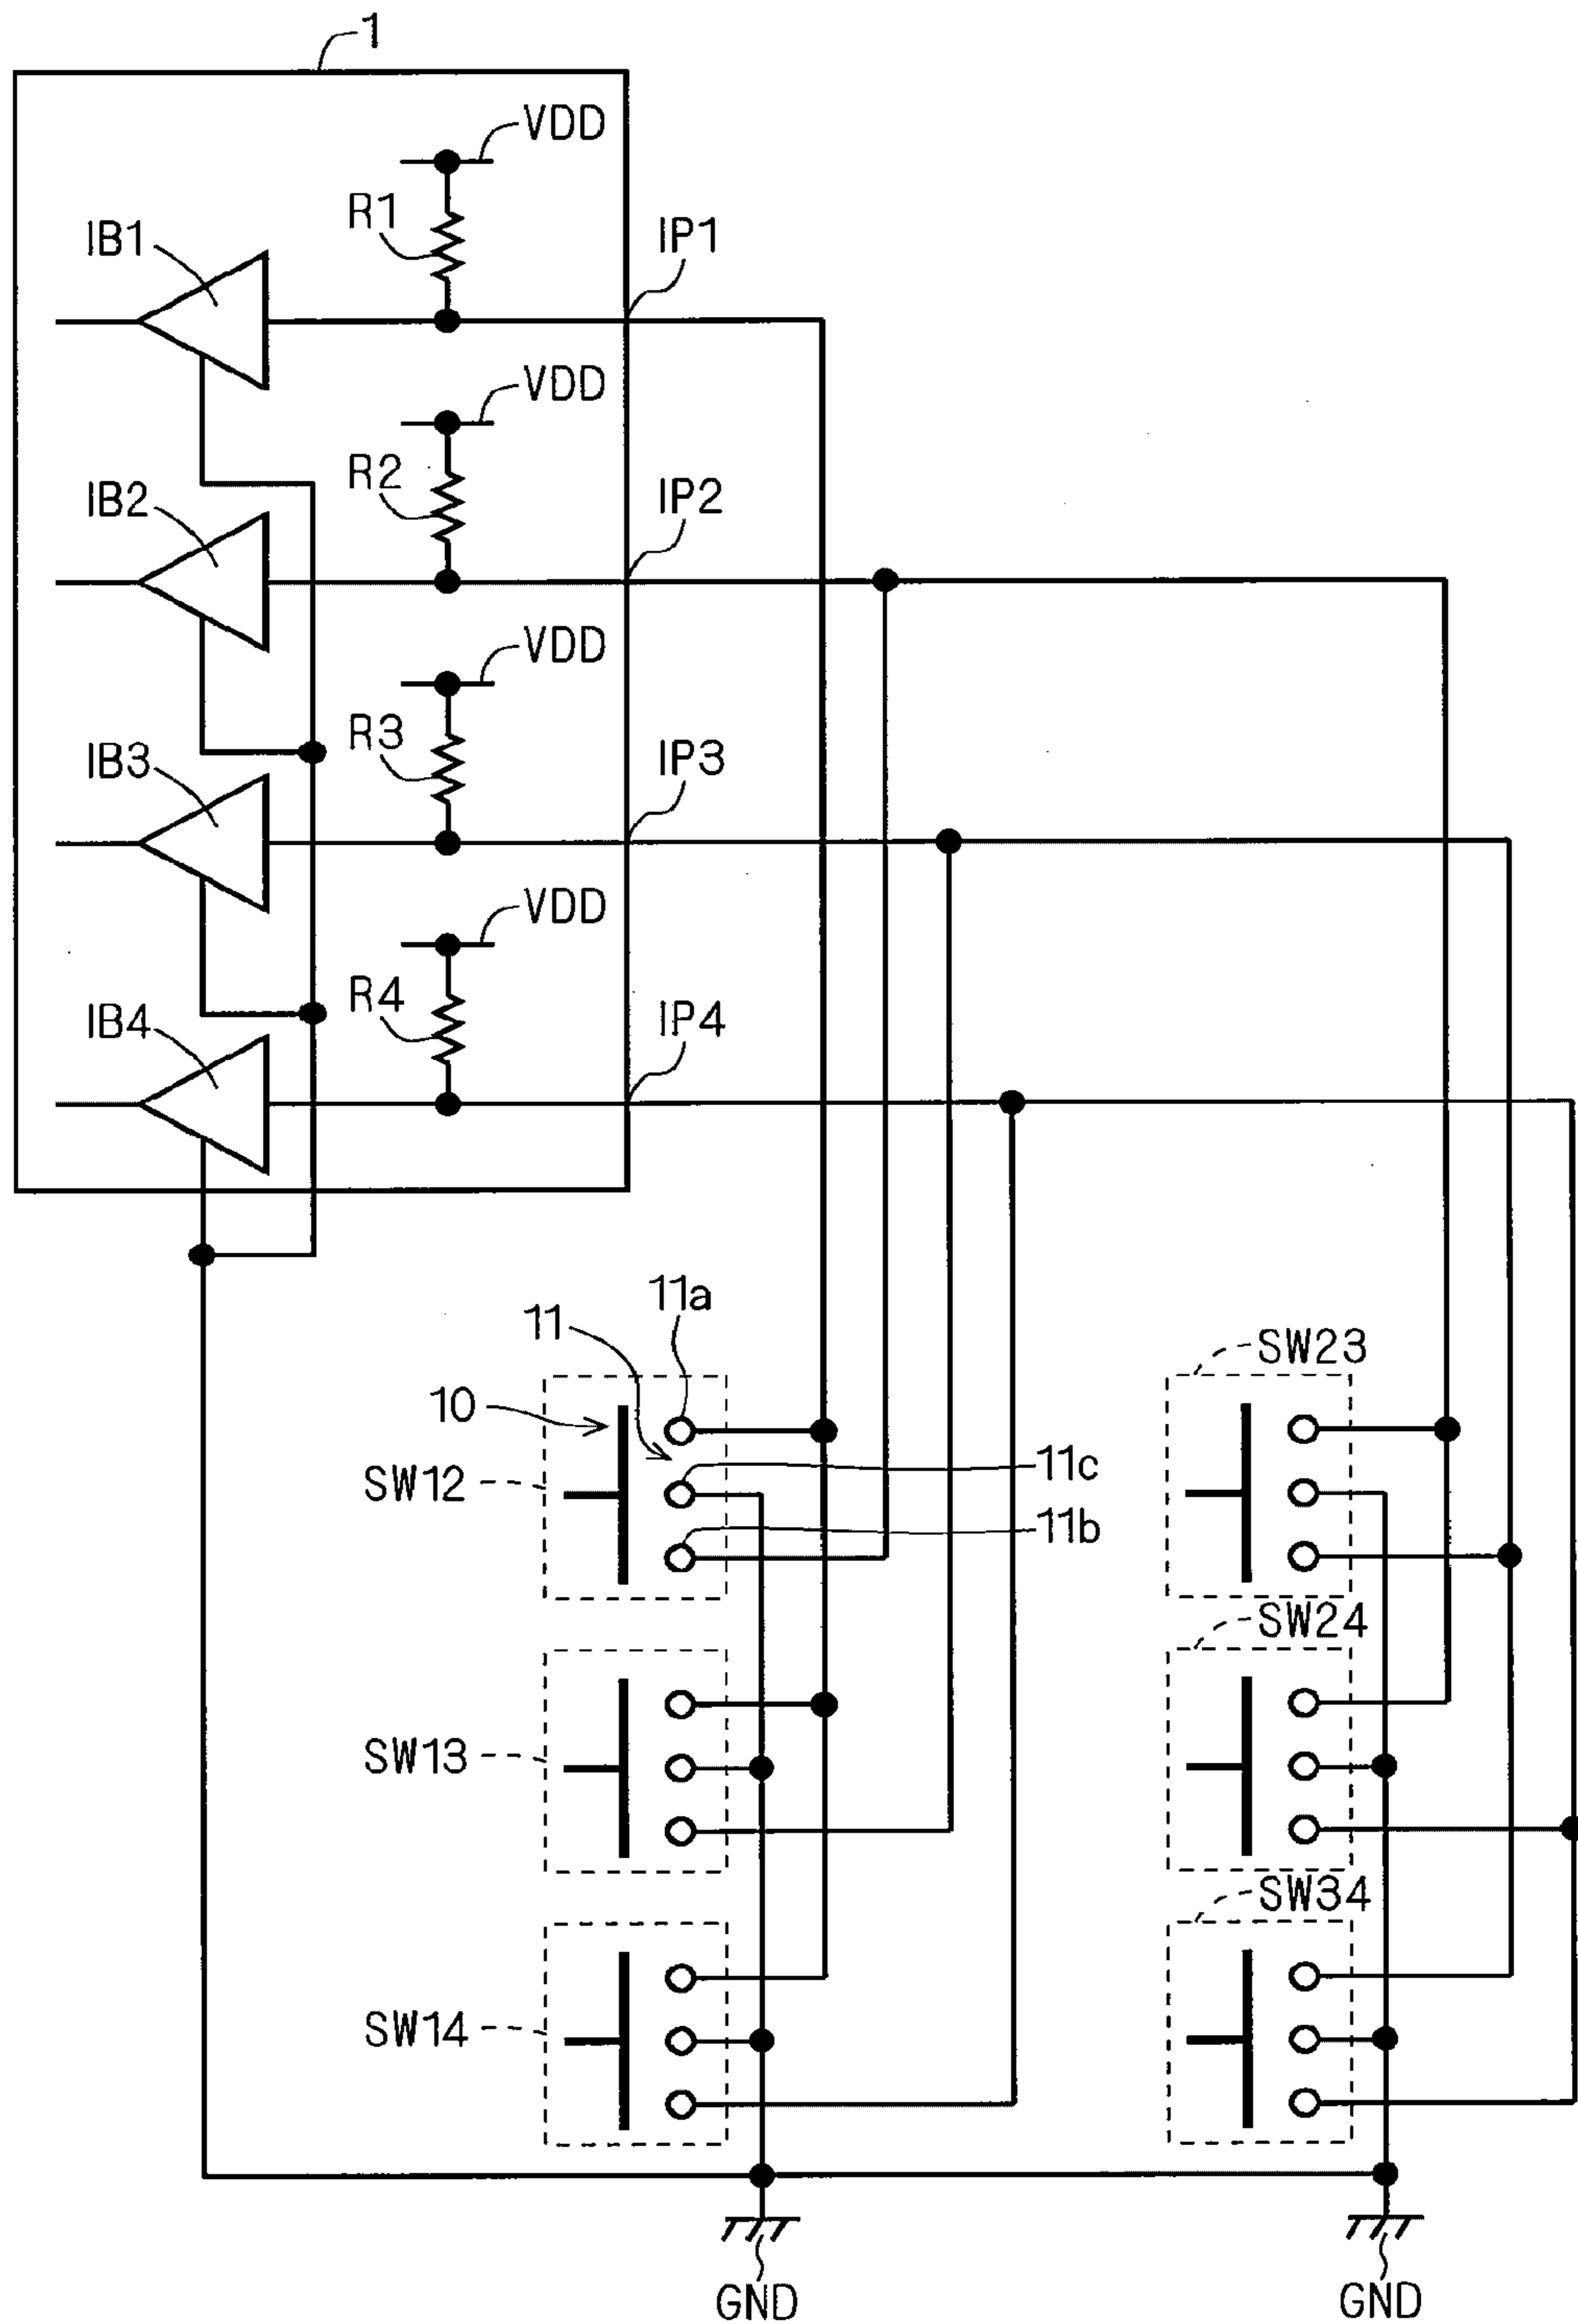 1
VDD
R1
IP1
IB1
VDD
R2
IP2
IB2
VDD
R3
IP3
IB3
VDD
R4
IP4
IB4
11a
11
SW23
10
11c
SW12
11b
SW24
SW13
SW34
SW14
GND
GND